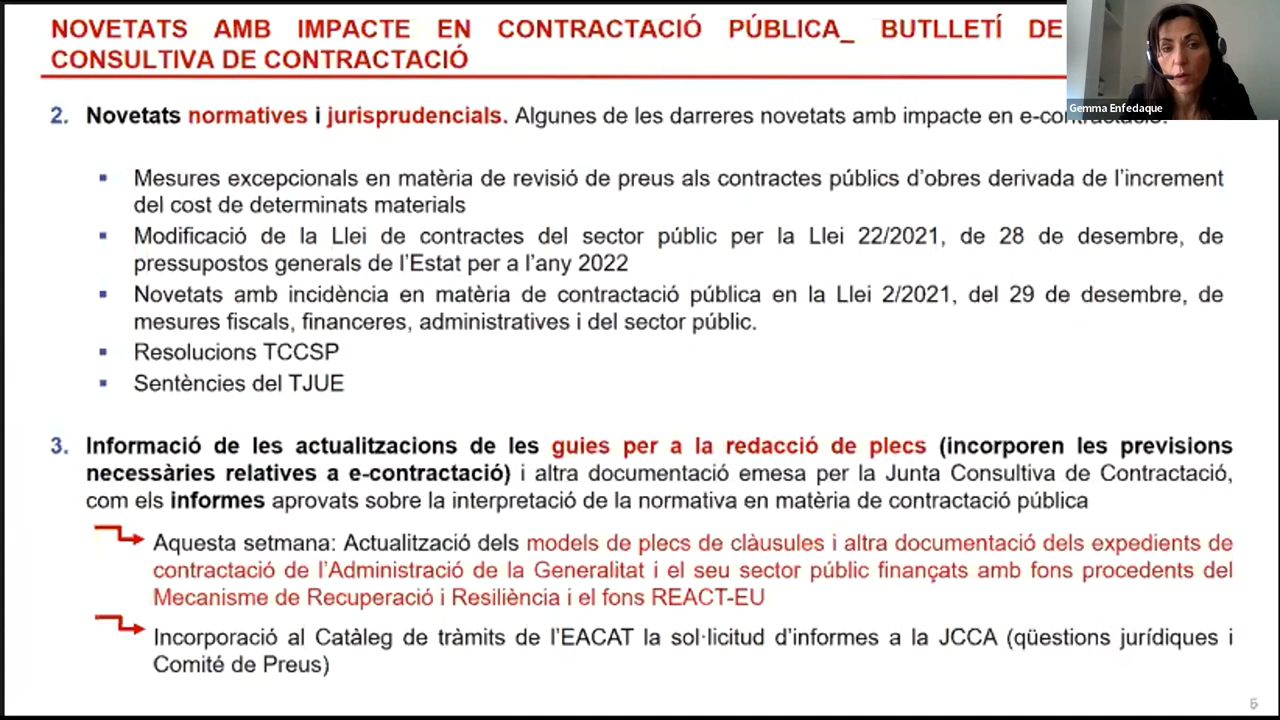 NOVETATS AMB IMPACTE EN CONTRACTACIÓ PÚBLICA_ BUTLLETÍ DE
CONSULTIVA DE CONTRACTACIÓ
Gemma Enfedaque
2. Novetats normatives i jurisprudencials. Algunes de les darreres novetats amb impacte en e-contractació.
▪ Mesures excepcionals en matèria de revisió de preus als contractes públics d’obres derivada de l’increment
del cost de determinats materials
▪ Modificació de la Llei de contractes del sector públic per la Llei 22/2021, de 28 de desembre, de
pressupostos generals de l’Estat per a l’any 2022
▪ Novetats amb incidència en matèria de contractació pública en la Llei 2/2021, del 29 de desembre, de
mesures fiscals, financeres, administratives i del sector públic.
▪ Resolucions TCCSP
▪ Sentències del TJUE
3. Informació de les actualitzacions de les guies per a la redacció de plecs (incorporen les previsions
necessàries relatives a e-contractació) i altra documentació emesa per la Junta Consultiva de Contractació,
com els informes aprovats sobre la interpretació de la normativa en matèria de contractació pública
Aquesta setmana: Actualització dels models de plecs de clàusules i altra documentació dels expedients de
contractació de l’Administració de la Generalitat i el seu sector públic finançats amb fons procedents del
Mecanisme de Recuperació i Resiliència i el fons REACT-EU
Incorporació al Catàleg de tràmits de l’EACAT la sol·licitud d’informes a la JCCA (qüestions jurídiques i
Comité de Preus)
5